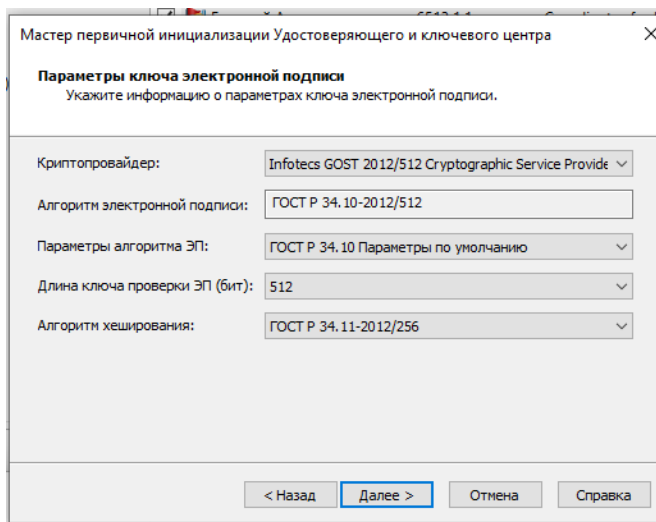 Мастер первичной инициализации Удостоверяющего и ключевого центра
Параметры ключа электронной подписи
Укажите информацию о параметрах ключа электронной подписи.
Криптопровайдер: Infotecs GOST 2012/512 Cryptographic Service Provide
Алгоритм электронной подписи: ГОСТ Р 34.10-2012/512
Параметры алгоритма ЭП: ГОСТ Р 34.10 Параметры по умолчанию
Длина ключа проверки ЭП (бит): 512
Алгоритм хеширования: ГОСТ Р 34.11-2012/256
< Назад Далее > Отмена Справка